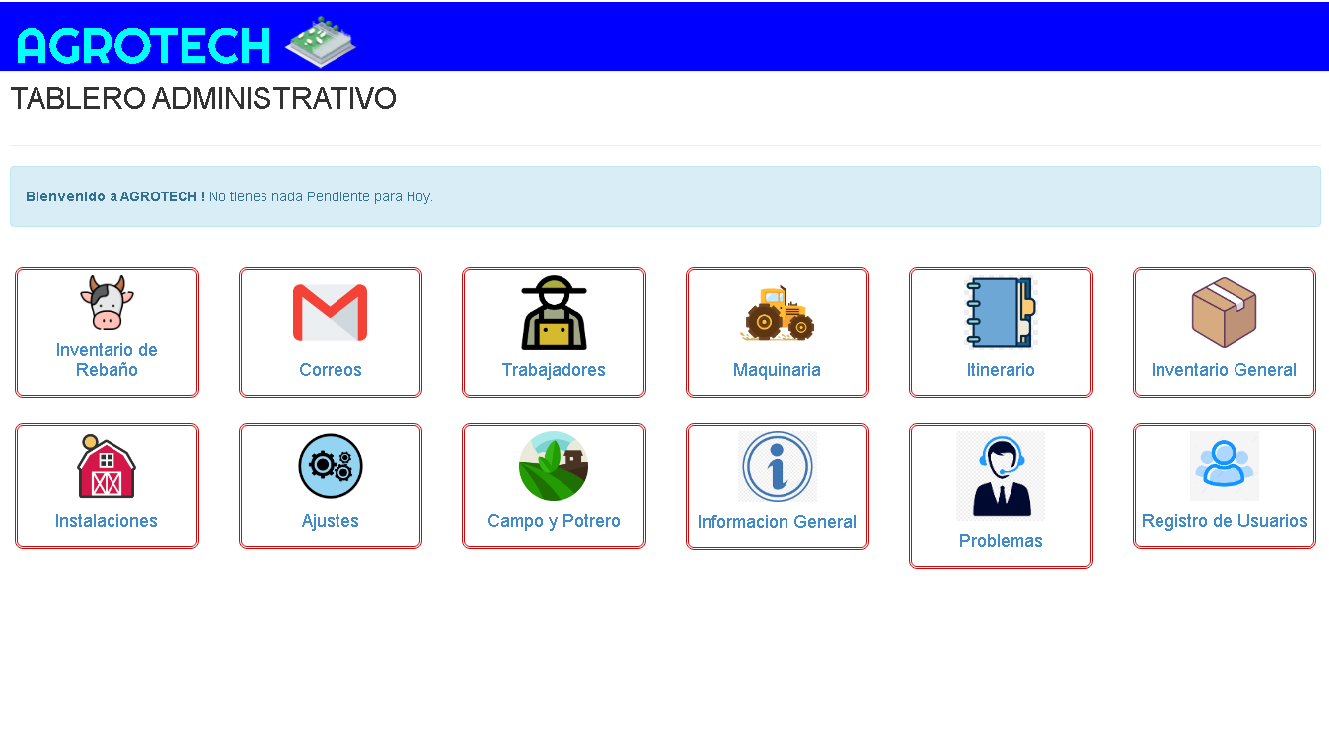 AGROTECH
TABLERO ADMINISTRATIVO
Bienvenido a AGROTECH ! No tienes nada Pendiente para Hoy.
Inventario de
Rebaño
Correos
Trabajadores
Maquinaria
Itinerario
Inventario General
Instalaciones
Ajustes
Campo y Potrero
Informacion General
Problemas
Registro de Usuarios